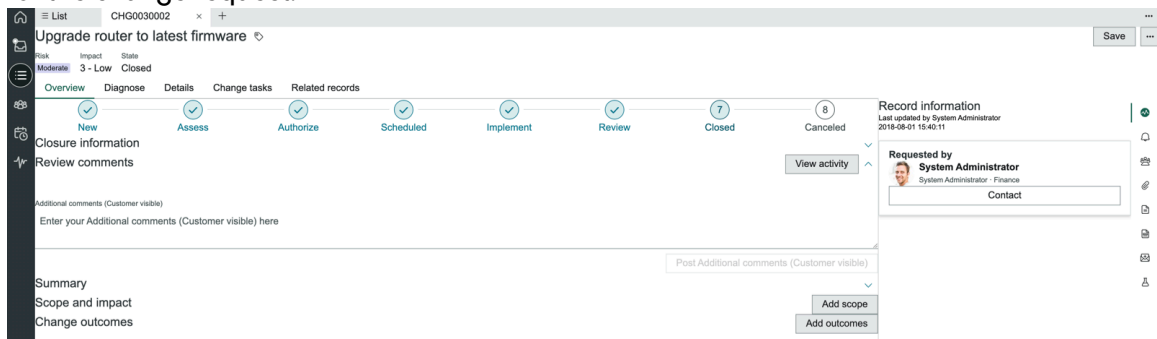 List CHG0030002 × +
Upgrade router to latest firmware
Save
Risk Impact State
Moderate 3 - Low Closed
Overview Diagnose Details Change tasks Related records
7 8
New Assess Authorize Scheduled Implement Review Closed Canceled
Closure information
Review comments
View activity
Additional comments (Customer visible)
Enter your Additional comments (Customer visible) here
Post Additional comments (Customer visible)
Summary
Scope and impact
Add scope
Change outcomes
Add outcomes
Record information
Last updated by System Administrator
2018-08-01 15:40:11
Requested by
System Administrator
System Administrator · Finance
Contact